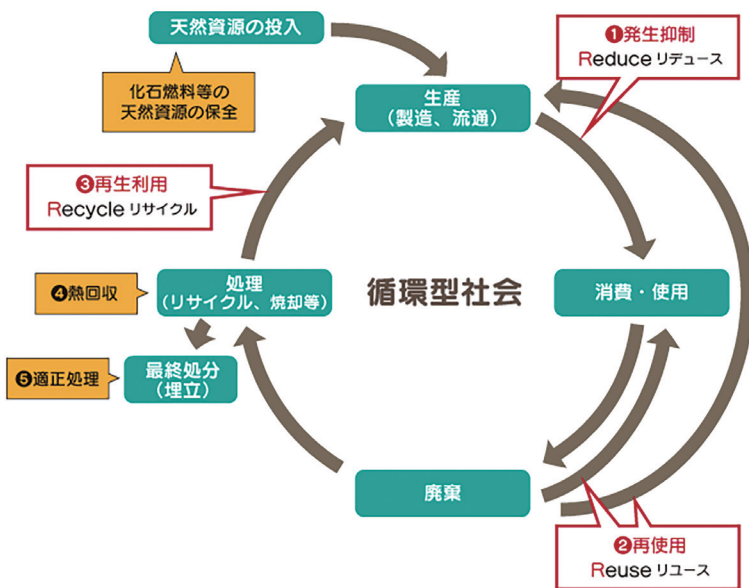 天然資源の投入
化石燃料等の
天然資源の保全
❶発生抑制
Reduce リデュース
生産
(製造、流通)
❸再生利用
Recycle リサイクル
❹熱回収
処理
(リサイクル、焼却等)
循環型社会
消費・使用
❺適正処理
最終処分
(埋立)
廃棄
❷再使用
Reuse リユース